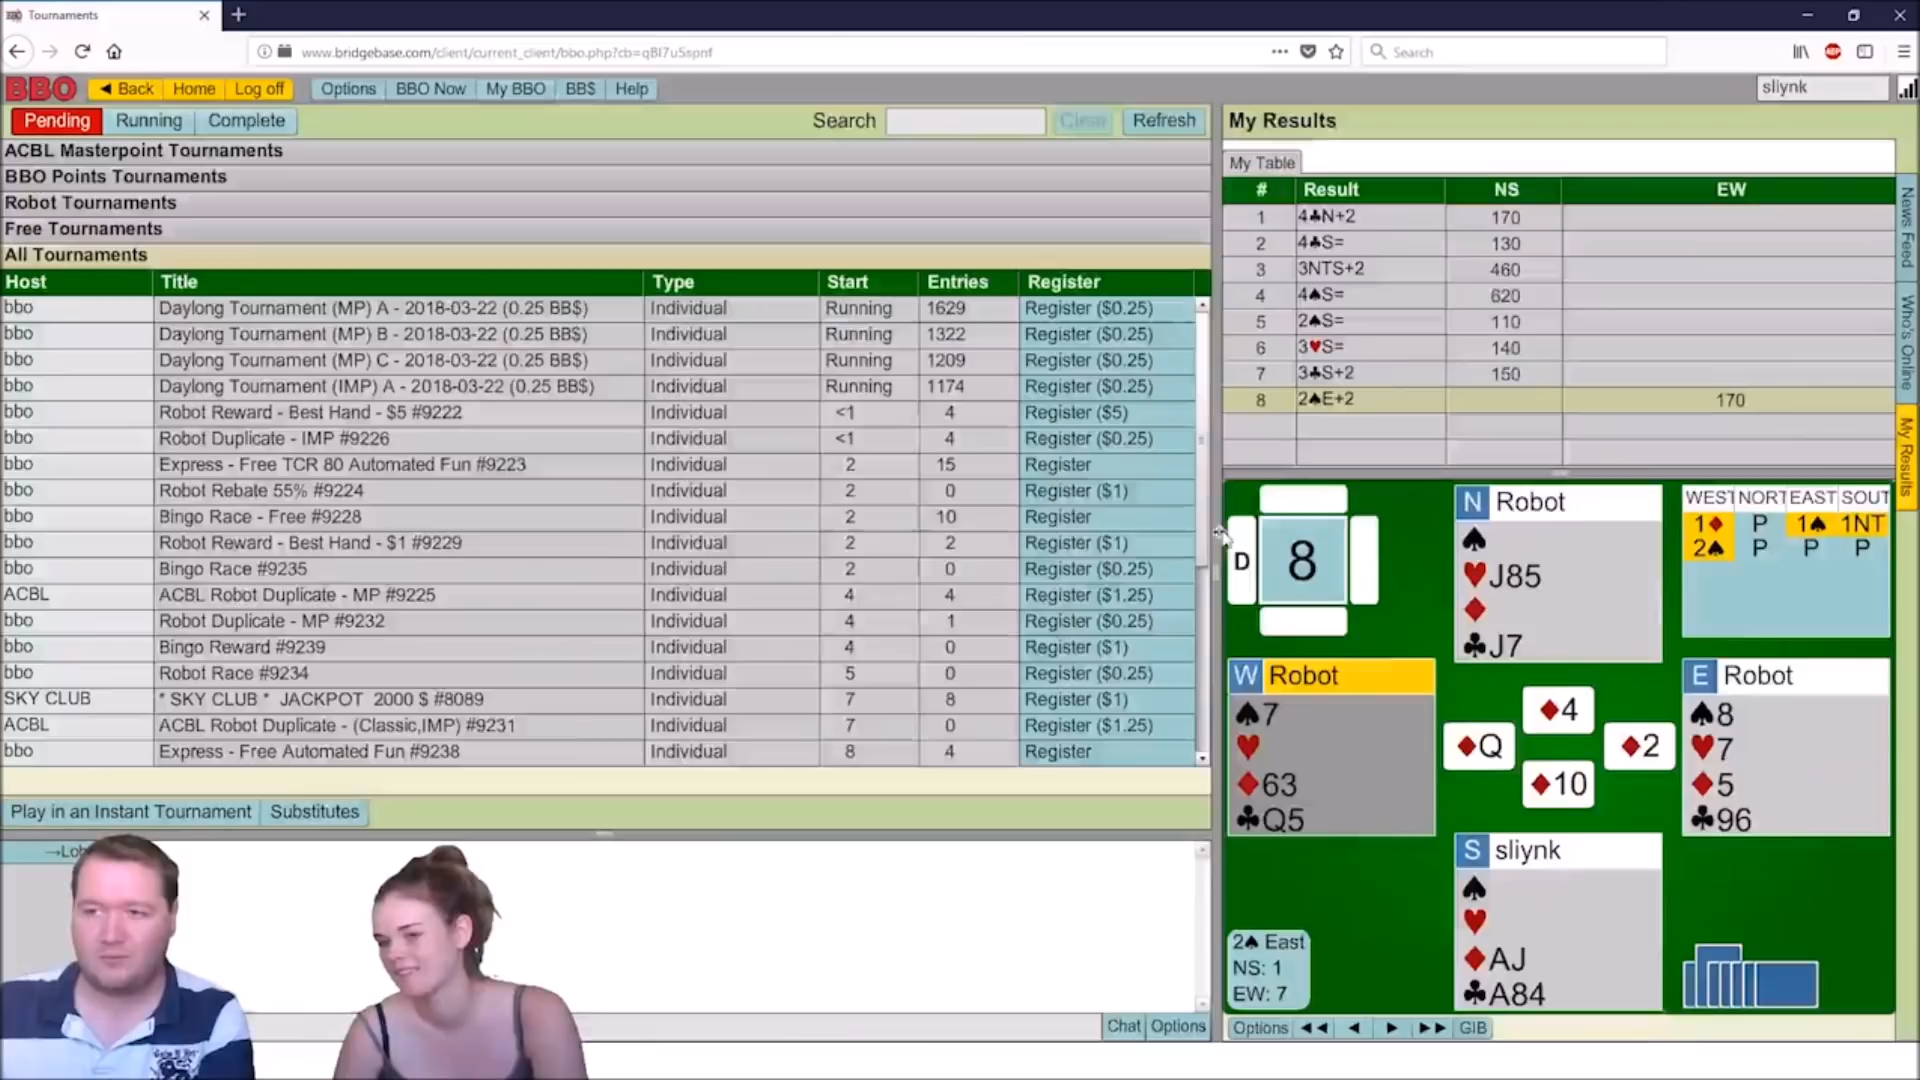 Tournaments
www.bridgebase.com/client/current_client/bbo.php?cb=qBl7u5spnf
Search
BBO
◄ Back Home Log off Options BBO Now My BBO BB$ Help
sliynk
Pending Running Complete Search Clear Refresh
ACBL Masterpoint Tournaments
BBO Points Tournaments
Robot Tournaments
Free Tournaments
All Tournaments
Host Title Type Start Entries Register
bbo Daylong Tournament (MP) A - 2018-03-22 (0.25 BB$) Individual Running 1629 Register ($0.25)
bbo Daylong Tournament (MP) B - 2018-03-22 (0.25 BB$) Individual Running 1322 Register ($0.25)
bbo Daylong Tournament (MP) C - 2018-03-22 (0.25 BB$) Individual Running 1209 Register ($0.25)
bbo Daylong Tournament (IMP) A - 2018-03-22 (0.25 BB$) Individual Running 1174 Register ($0.25)
bbo Robot Reward - Best Hand - $5 #9222 Individual <1 4 Register ($5)
bbo Robot Duplicate - IMP #9226 Individual <1 4 Register ($0.25)
bbo Express - Free TCR 80 Automated Fun #9223 Individual 2 15 Register
bbo Robot Rebate 55% #9224 Individual 2 0 Register ($1)
bbo Bingo Race - Free #9228 Individual 2 10 Register
bbo Robot Reward - Best Hand - $1 #9229 Individual 2 2 Register ($1)
bbo Bingo Race #9235 Individual 2 0 Register ($0.25)
ACBL ACBL Robot Duplicate - MP #9225 Individual 4 4 Register ($1.25)
bbo Robot Duplicate - MP #9232 Individual 4 1 Register ($0.25)
bbo Bingo Reward #9239 Individual 4 0 Register ($1)
bbo Robot Race #9234 Individual 5 0 Register ($0.25)
SKY CLUB * SKY CLUB * JACKPOT 2000 $ #8089 Individual 7 8 Register ($1)
ACBL ACBL Robot Duplicate - (Classic,IMP) #9231 Individual 7 0 Register ($1.25)
bbo Express - Free Automated Fun #9238 Individual 8 4 Register
Play in an Instant Tournament Substitutes
→Lob
Chat Options
My Results
My Table
# Result NS EW
1 4♣N+2 170
2 4♣S= 130
3 3NTS+2 460
4 4♠S= 620
5 2♠S= 110
6 3♥S= 140
7 3♣S+2 150
8 2♠E+2 170
News Feed
Who's Online
My Results
D 8
N Robot
♠
♥J85
♦
♣J7
WEST NORT EAST SOUT
1♦ P 1♠ 1NT
2♠ P P P
W Robot
♠7
♥
♦63
♣Q5
♦4
♦Q ♦2
♦10
E Robot
♠8
♥7
♦5
♣96
S sliynk
♠
♥
♦AJ
♣A84
2♠ East
NS: 1
EW: 7
Options ◄◄ ◄ ► ►► GIB